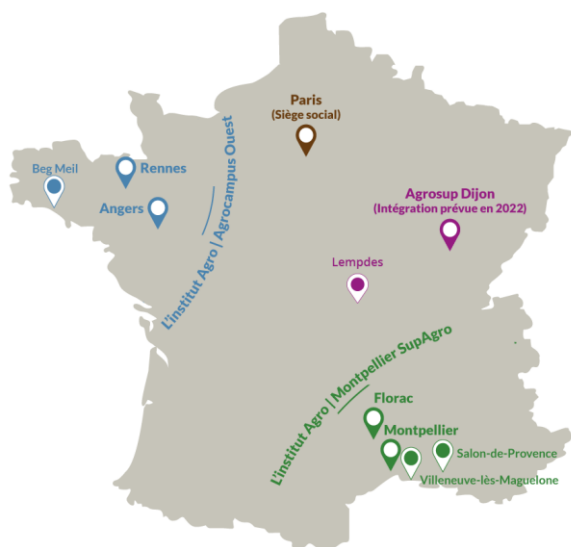 Paris
(Siège social)
L'institut Agro | Agrocampus Ouest
Beg Meil
Rennes
Angers
Agrosup Dijon
(Intégration prévue en 2022)
Lempdes
L'institut Agro | Montpellier SupAgro
Florac
Montpellier
Salon-de-Provence
Villeneuve-lès-Maguelone